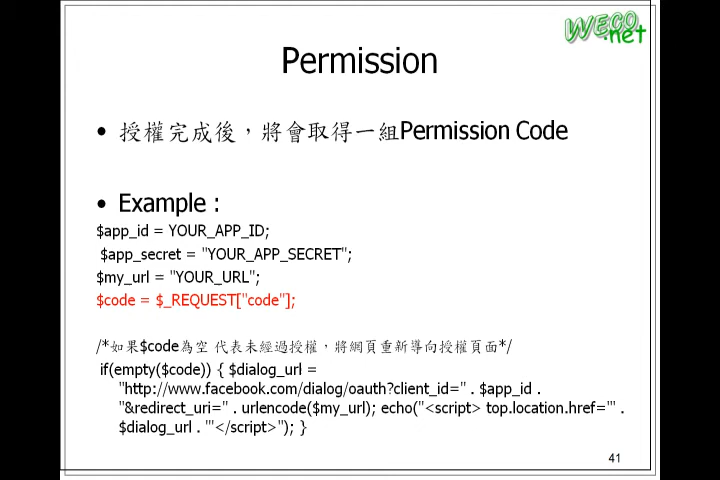 WECO
.net
Permission
• 授權完成後，將會取得一組Permission Code
• Example :
$app_id = YOUR_APP_ID;
$app_secret = "YOUR_APP_SECRET";
$my_url = "YOUR_URL";
$code = $_REQUEST["code"];
/*如果$code為空 代表未經過授權，將網頁重新導向授權頁面*/
if(empty($code)) { $dialog_url =
"http://www.facebook.com/dialog/oauth?client_id=" . $app_id .
"&redirect_uri=" . urlencode($my_url); echo("<script> top.location.href='" .
$dialog_url . "'</script>"); }
41